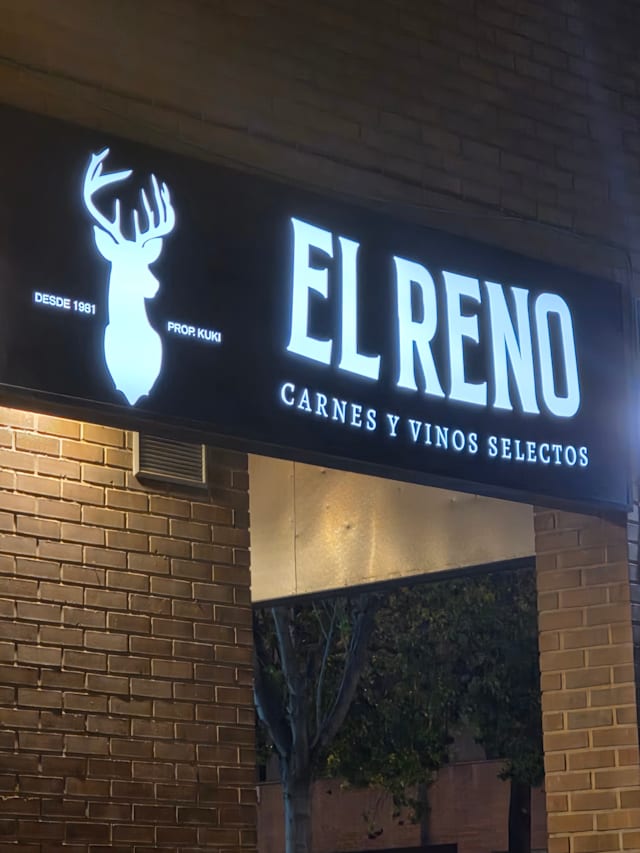 DESDE 1981
PROP. KUKI
EL RENO
CARNES Y VINOS SELECTOS